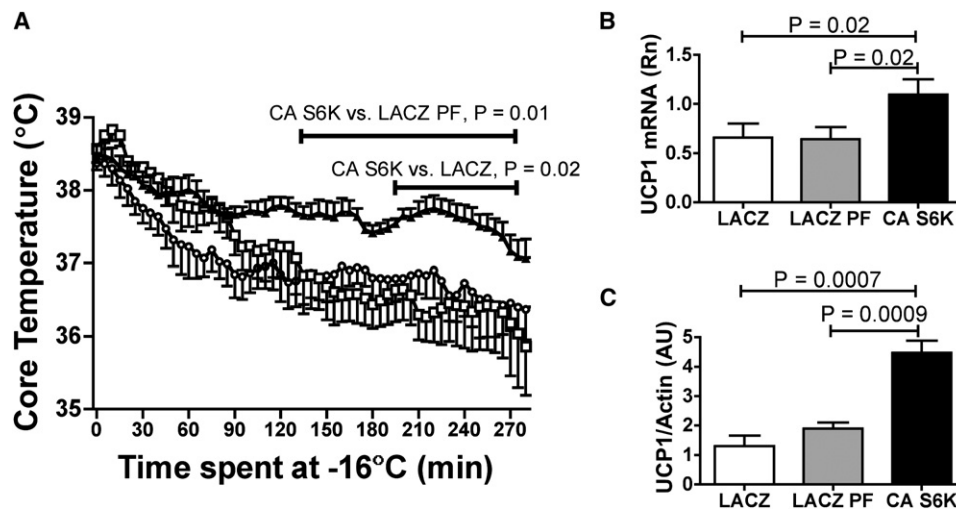 A
Core Temperature (°C)
39
38
37
36
35
CA S6K vs. LACZ PF, P = 0.01
CA S6K vs. LACZ, P = 0.02
0 30 60 90 120 150 180 210 240 270
Time spent at -16°C (min)
B
UCP1 mRNA (Rn)
P = 0.02
P = 0.02
1.5
1.0
0.5
0.0
LACZ LACZ PF CA S6K
C
UCP1/Actin (AU)
P = 0.0007
P = 0.0009
5
4
3
2
1
0
LACZ LACZ PF CA S6K